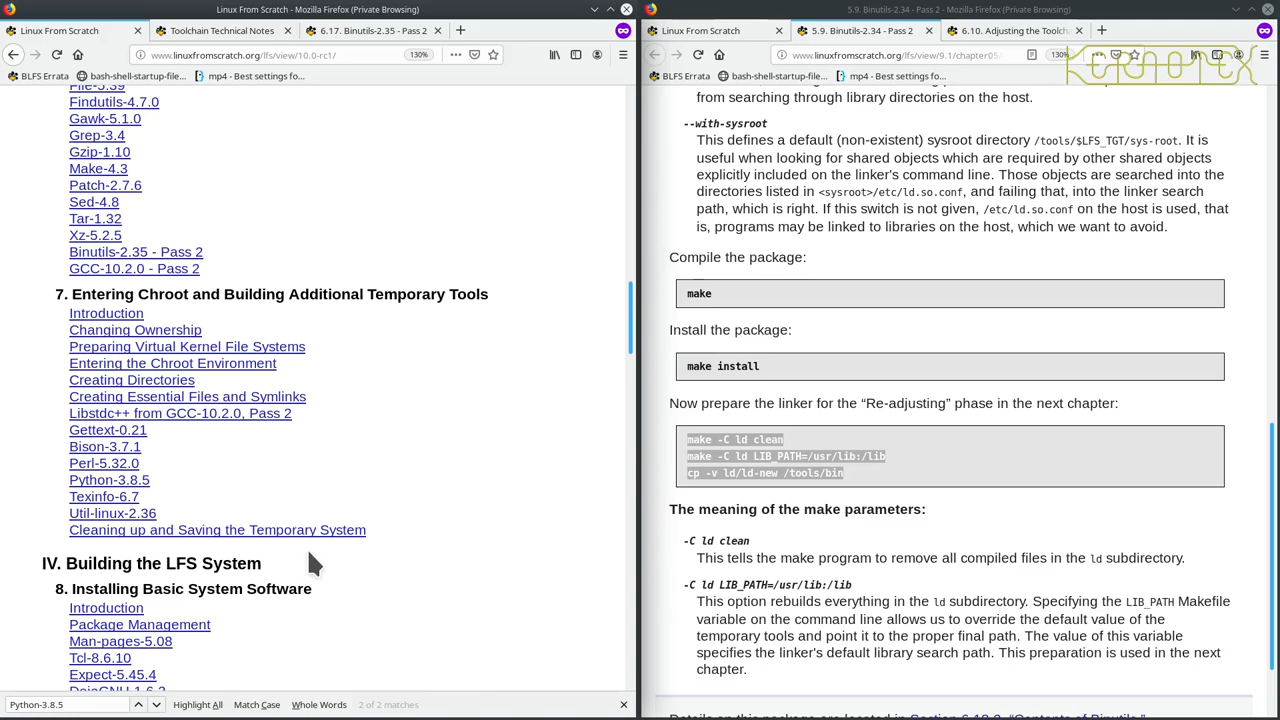 Linux From Scratch - Mozilla Firefox (Private Browsing)
Linux From Scratch
Toolchain Technical Notes
6.17. Binutils-2.35 - Pass 2
www.linuxfromscratch.org/lfs/view/10.0-rc1/
130%
BLFS Errata
bash-shell-startup-file...
mp4 - Best settings fo...
File-5.39
Findutils-4.7.0
Gawk-5.1.0
Grep-3.4
Gzip-1.10
Make-4.3
Patch-2.7.6
Sed-4.8
Tar-1.32
Xz-5.2.5
Binutils-2.35 - Pass 2
GCC-10.2.0 - Pass 2
7. Entering Chroot and Building Additional Temporary Tools
Introduction
Changing Ownership
Preparing Virtual Kernel File Systems
Entering the Chroot Environment
Creating Directories
Creating Essential Files and Symlinks
Libstdc++ from GCC-10.2.0, Pass 2
Gettext-0.21
Bison-3.7.1
Perl-5.32.0
Python-3.8.5
Texinfo-6.7
Util-linux-2.36
Cleaning up and Saving the Temporary System
IV. Building the LFS System
8. Installing Basic System Software
Introduction
Package Management
Man-pages-5.08
Tcl-8.6.10
Expect-5.45.4
DejaGNU-1.6.2
Python-3.8.5
Highlight All
Match Case
Whole Words
2 of 2 matches
5.9. Binutils-2.34 - Pass 2 - Mozilla Firefox (Private Browsing)
Linux From Scratch
5.9. Binutils-2.34 - Pass 2
6.10. Adjusting the Toolch
www.linuxfromscratch.org/lfs/view/9.1/chapter05/
130%
BLFS Errata
bash-shell-startup-file...
mp4 - Best settings fo...
from searching through library directories on the host.
--with-sysroot
This defines a default (non-existent) sysroot directory /tools/$LFS_TGT/sys-root. It is
useful when looking for shared objects which are required by other shared objects
explicitly included on the linker's command line. Those objects are searched into the
directories listed in <sysroot>/etc/ld.so.conf, and failing that, into the linker search
path, which is right. If this switch is not given, /etc/ld.so.conf on the host is used, that
is, programs may be linked to libraries on the host, which we want to avoid.
Compile the package:
make
Install the package:
make install
Now prepare the linker for the “Re-adjusting” phase in the next chapter:
make -C ld clean
make -C ld LIB_PATH=/usr/lib:/lib
cp -v ld/ld-new /tools/bin
The meaning of the make parameters:
-C ld clean
This tells the make program to remove all compiled files in the ld subdirectory.
-C ld LIB_PATH=/usr/lib:/lib
This option rebuilds everything in the ld subdirectory. Specifying the LIB_PATH Makefile
variable on the command line allows us to override the default value of the
temporary tools and point it to the proper final path. The value of this variable
specifies the linker's default library search path. This preparation is used in the next
chapter.
Details on this package are located in Section 6.18.2, “Contents of Binutils.”